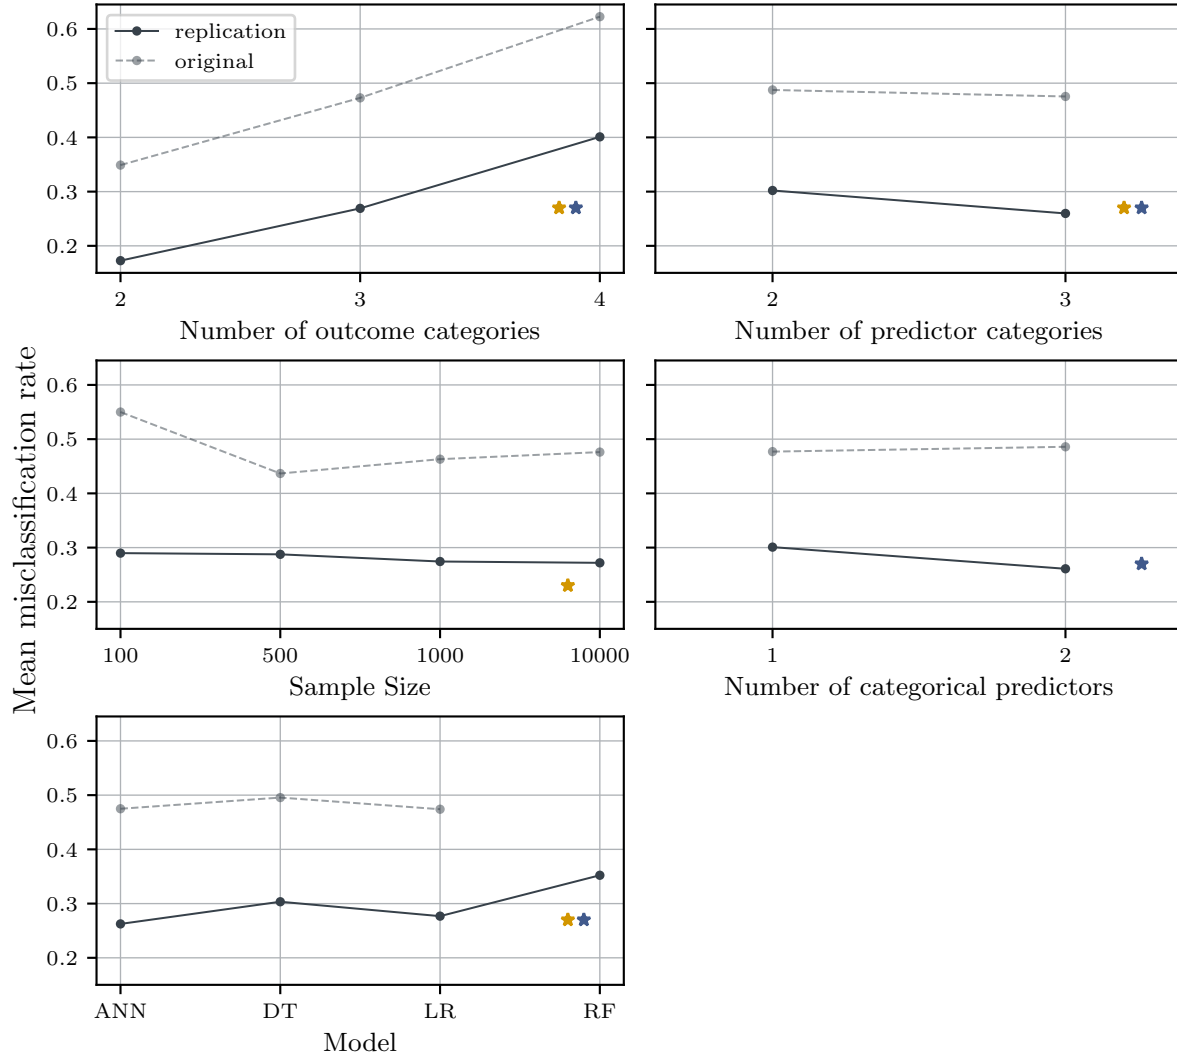 replication
original
0.6
0.5
0.4
0.3
0.2
2 3 4
Number of outcome categories
2 3
Number of predictor categories
Mean misclassification rate
0.6
0.5
0.4
0.3
0.2
100 500 1000 10000
Sample Size
1 2
Number of categorical predictors
0.6
0.5
0.4
0.3
0.2
ANN DT LR RF
Model